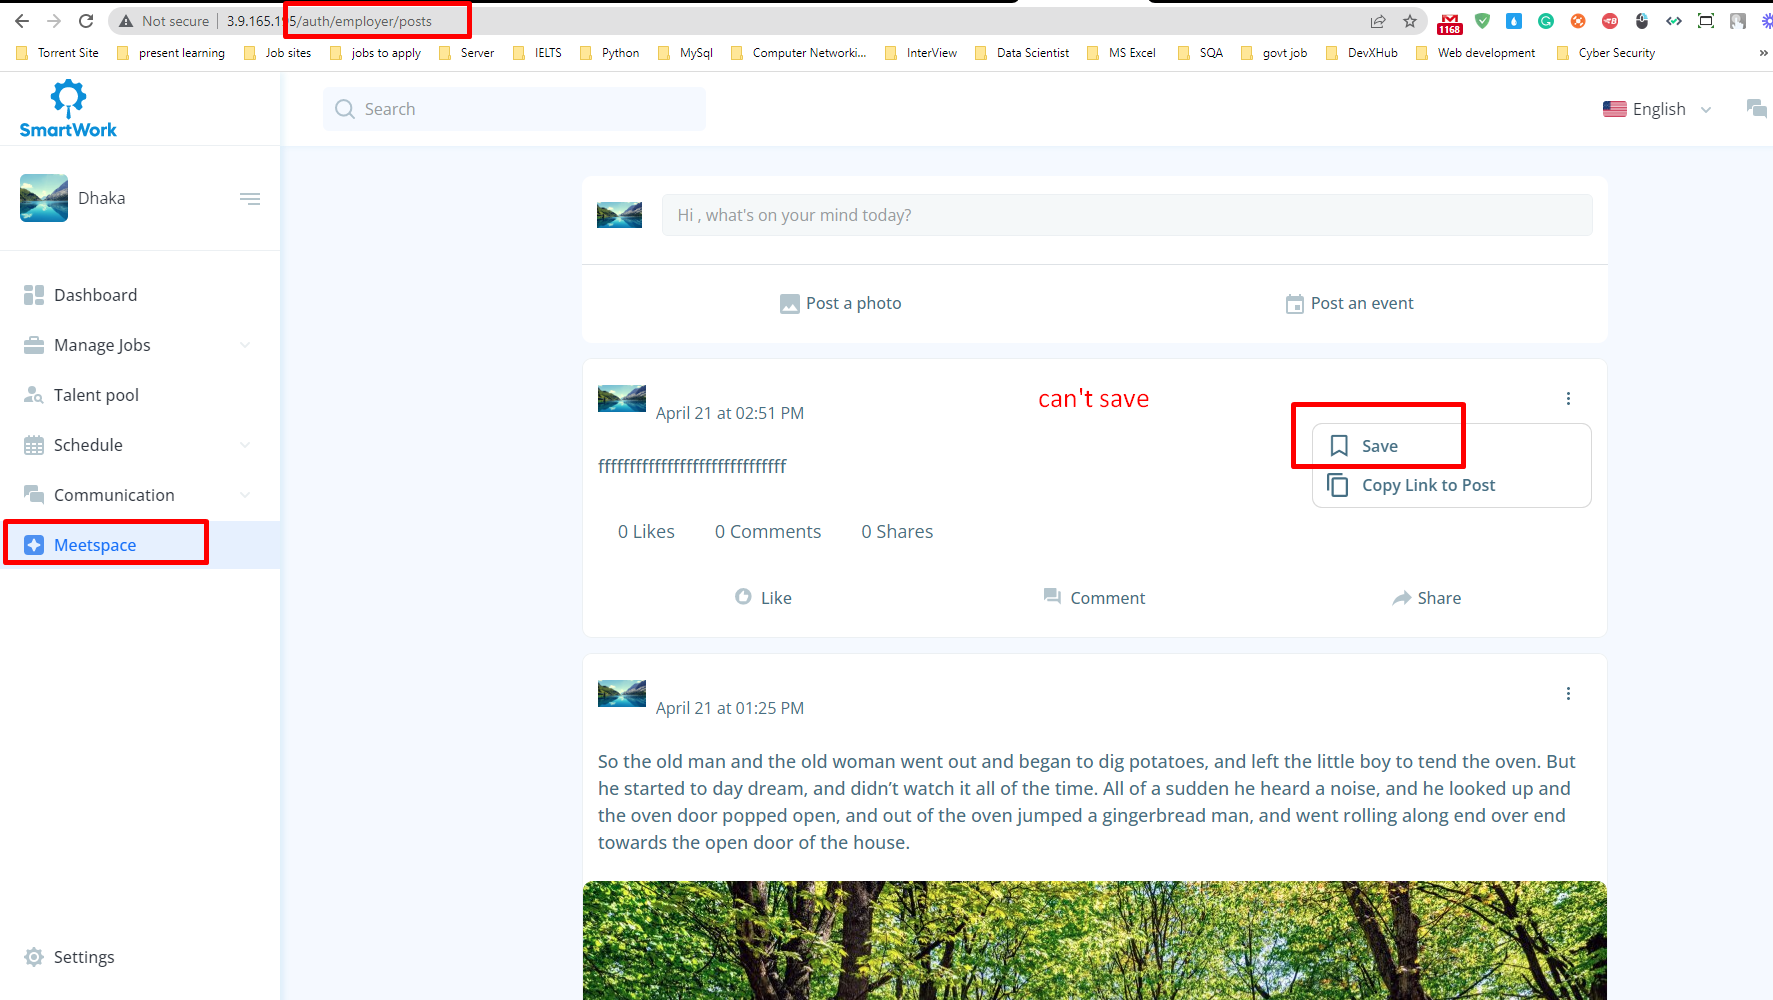 Not secure
3.9.165.195/auth/employer/posts
1168
Torrent Site
present learning
Job sites
jobs to apply
Server
IELTS
Python
MySql
Computer Networki...
InterView
Data Scientist
MS Excel
SQA
govt job
DevXHub
Web development
Cyber Security
»
SmartWork
Search
English
Dhaka
Dashboard
Manage Jobs
Talent pool
Schedule
Communication
Meetspace
Settings
Hi , what's on your mind today?
Post a photo
Post an event
April 21 at 02:51 PM
can't save
Save
Copy Link to Post
ffffffffffffffffffffffffffffff
0 Likes
0 Comments
0 Shares
Like
Comment
Share
April 21 at 01:25 PM
So the old man and the old woman went out and began to dig potatoes, and left the little boy to tend the oven. But
he started to day dream, and didn’t watch it all of the time. All of a sudden he heard a noise, and he looked up and
the oven door popped open, and out of the oven jumped a gingerbread man, and went rolling along end over end
towards the open door of the house.